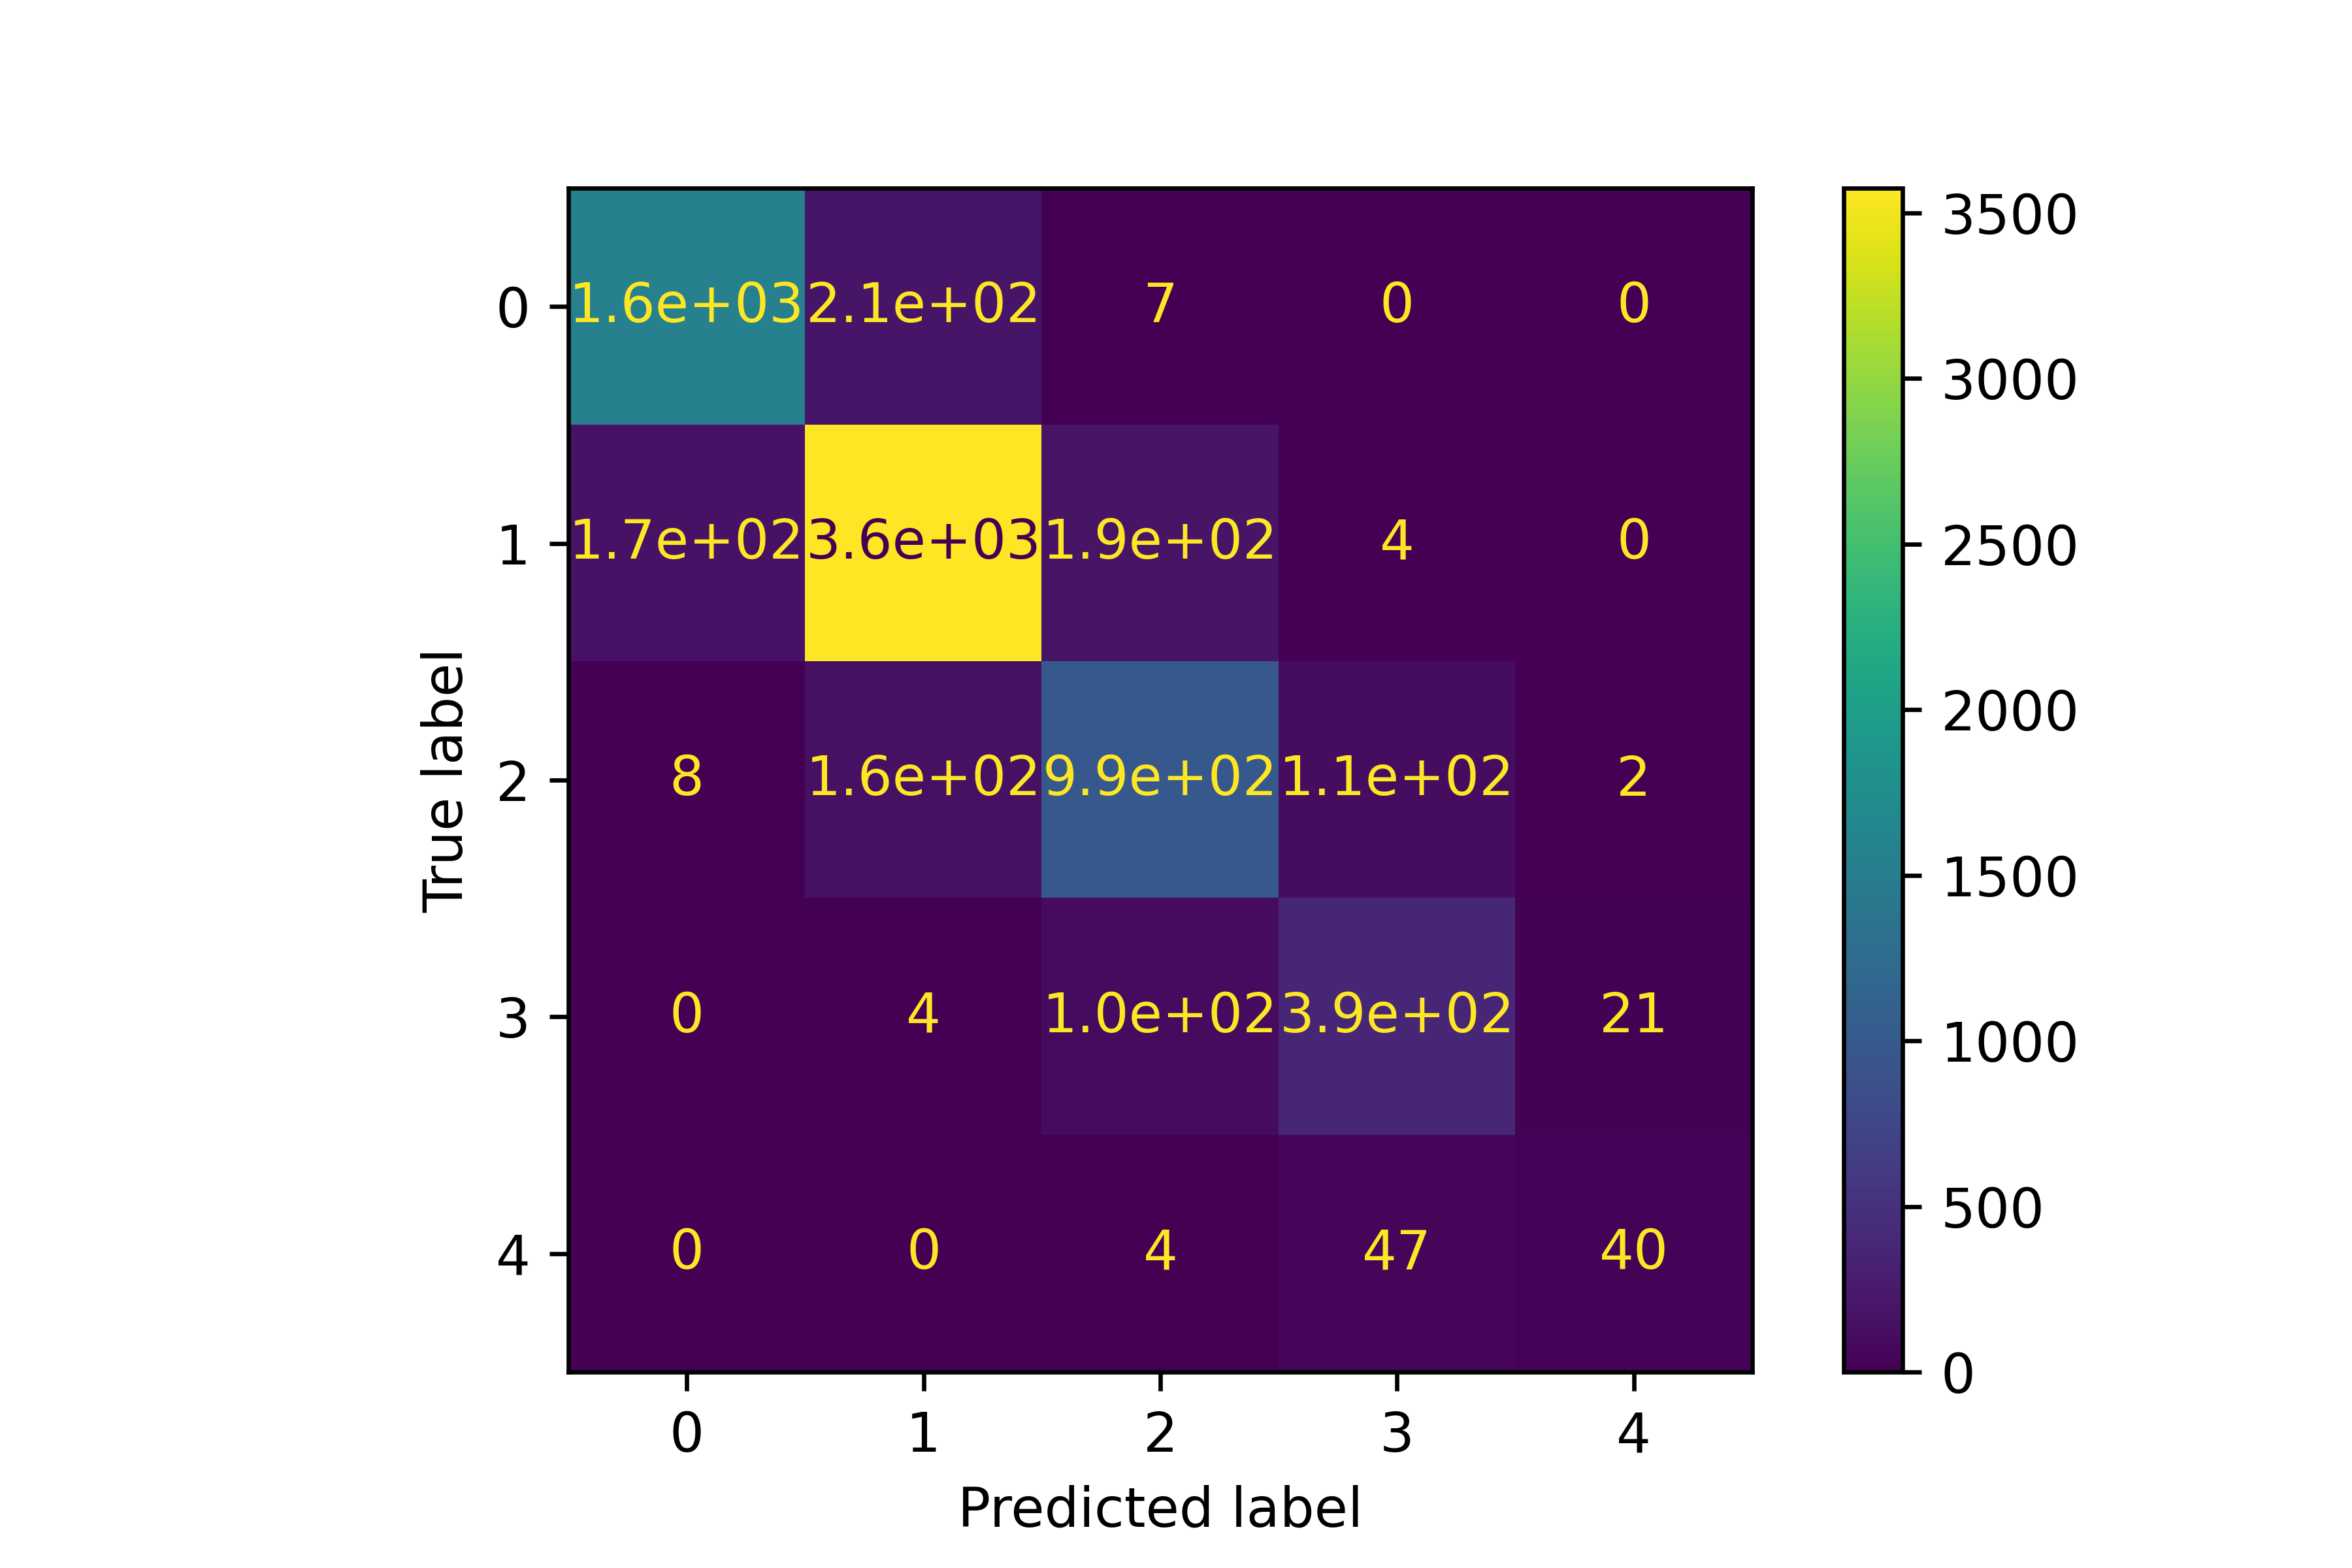 0 1.6e+03 2.1e+02 7 0 0
1 1.7e+02 3.6e+03 1.9e+02 4 0
2 8 1.6e+02 9.9e+02 1.1e+02 2
3 0 4 1.0e+02 3.9e+02 21
4 0 0 4 47 40
0 1 2 3 4
Predicted label
True label
3500
3000
2500
2000
1500
1000
500
0